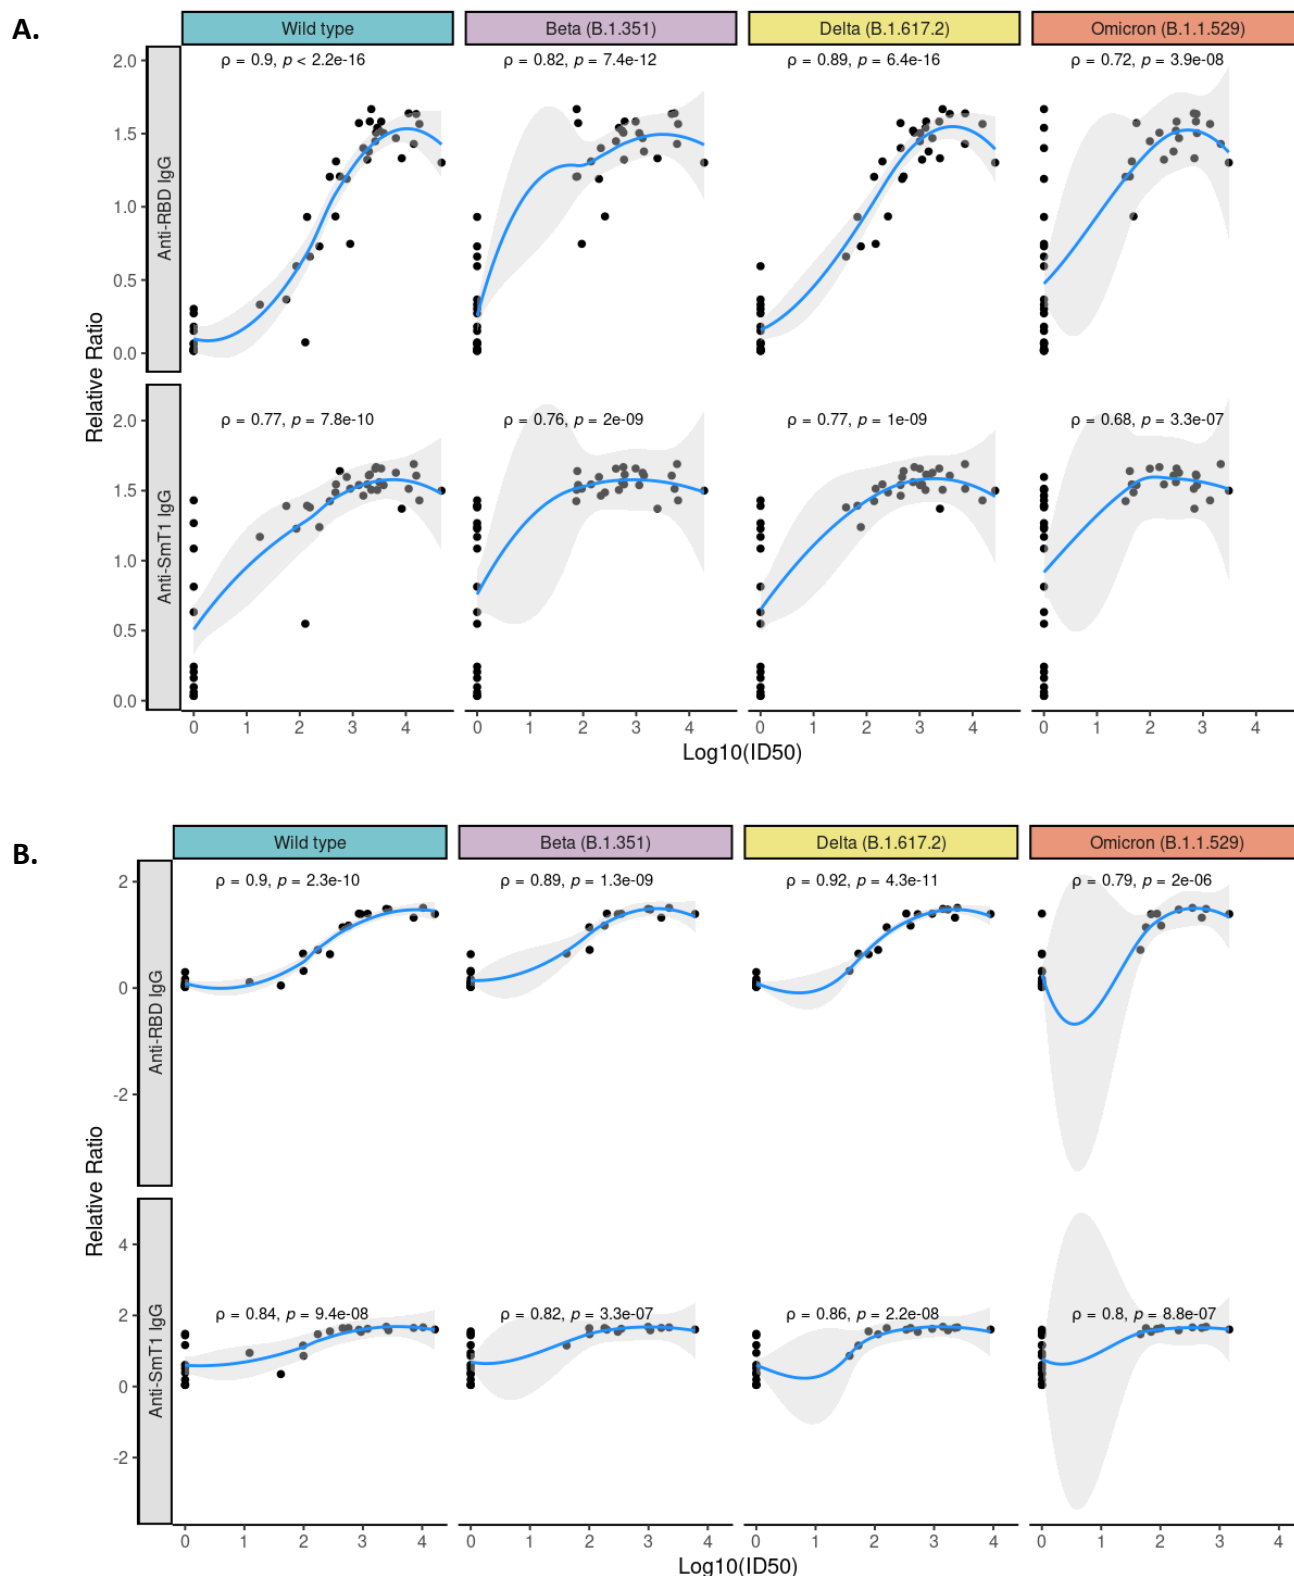 A.
Wild type
Beta (B.1.351)
Delta (B.1.617.2)
Omicron (B.1.1.529)
ρ = 0.9, p < 2.2e-16
ρ = 0.82, p = 7.4e-12
ρ = 0.89, p = 6.4e-16
ρ = 0.72, p = 3.9e-08
Anti-RBD IgG
2.0
1.5
1.0
0.5
0.0
Relative Ratio
ρ = 0.77, p = 7.8e-10
ρ = 0.76, p = 2e-09
ρ = 0.77, p = 1e-09
ρ = 0.68, p = 3.3e-07
Anti-SmT1 IgG
2.0
1.5
1.0
0.5
0.0
0 1 2 3 4
0 1 2 3 4
0 1 2 3 4
0 1 2 3 4
Log10(ID50)
B.
Wild type
Beta (B.1.351)
Delta (B.1.617.2)
Omicron (B.1.1.529)
ρ = 0.9, p = 2.3e-10
ρ = 0.89, p = 1.3e-09
ρ = 0.92, p = 4.3e-11
ρ = 0.79, p = 2e-06
Anti-RBD IgG
2
0
-2
Relative Ratio
ρ = 0.84, p = 9.4e-08
ρ = 0.82, p = 3.3e-07
ρ = 0.86, p = 2.2e-08
ρ = 0.8, p = 8.8e-07
Anti-SmT1 IgG
4
2
0
-2
0 1 2 3 4
0 1 2 3 4
0 1 2 3 4
0 1 2 3 4
Log10(ID50)